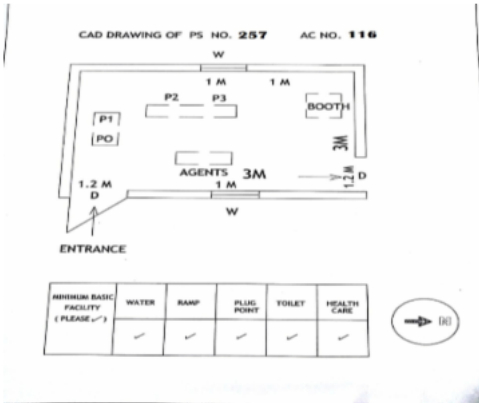 CAD DRAWING OF PS NO. 257 AC NO. 116
W
1 M 1 M
P2 P3
BOOTH
P1
PO
3M
AGENTS 3M
1.2 M 1 M
1.2 M D
D
W
ENTRANCE
MINIMUM BASIC FACILITY ( PLEASE ✓ ) WATER RAMP PLUG POINT TOILET HEALTH CARE
✓ ✓ ✓ ✓ ✓